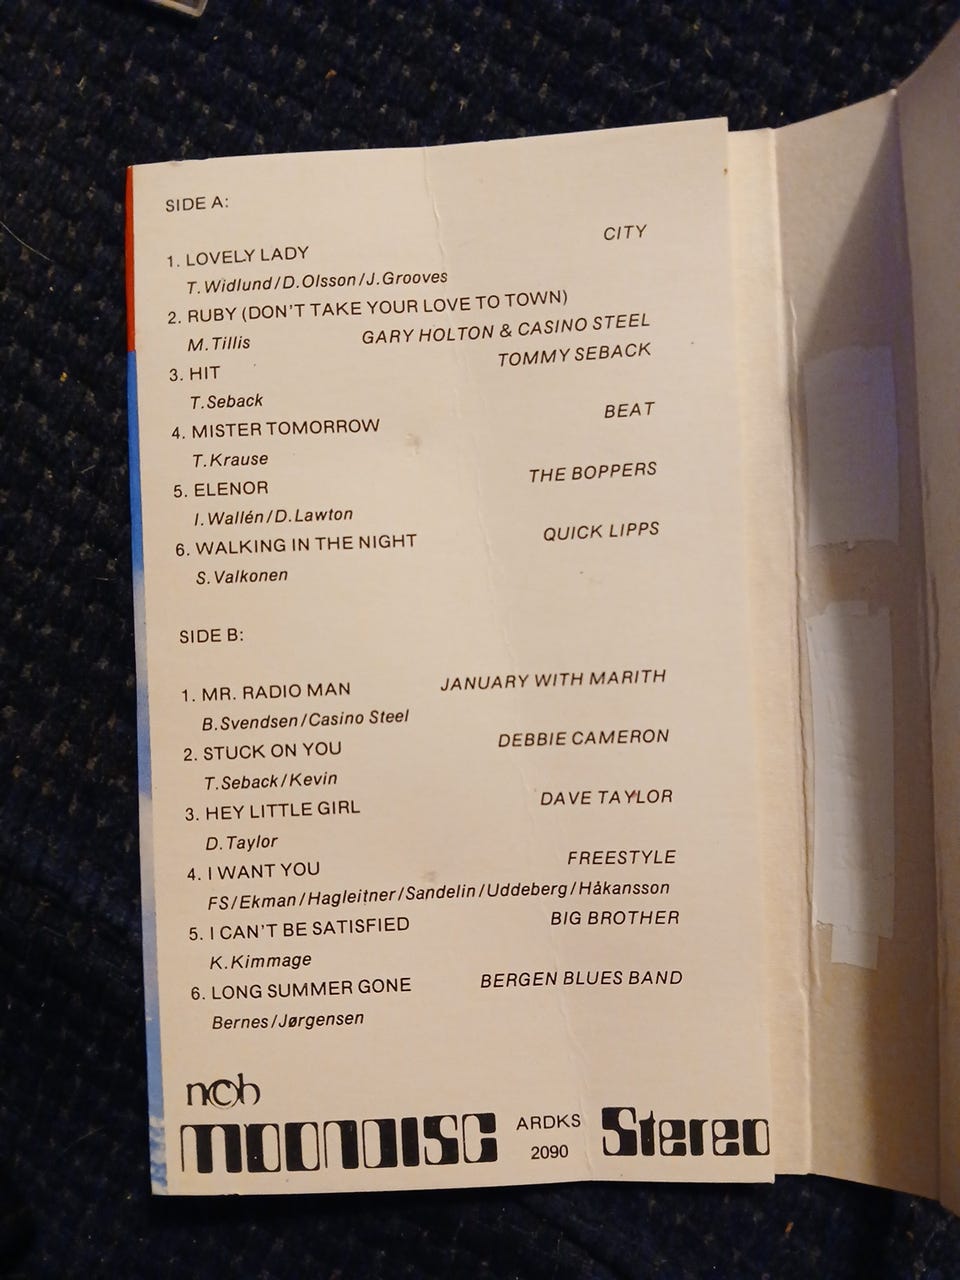 SIDE A:
1. LOVELY LADY CITY
T. Widlund/D. Olsson/J. Grooves
2. RUBY (DON'T TAKE YOUR LOVE TO TOWN)
M. Tillis GARY HOLTON & CASINO STEEL
3. HIT TOMMY SEBACK
T. Seback
4. MISTER TOMORROW BEAT
T. Krause
5. ELENOR THE BOPPERS
I. Wallén/D. Lawton
6. WALKING IN THE NIGHT QUICK LIPPS
S. Valkonen
SIDE B:
1. MR. RADIO MAN JANUARY WITH MARITH
B. Svendsen/Casino Steel
2. STUCK ON YOU DEBBIE CAMERON
T. Seback/Kevin
3. HEY LITTLE GIRL DAVE TAYLOR
D. Taylor
4. I WANT YOU FREESTYLE
FS/Ekman/Hagleitner/Sandelin/Uddeberg/Håkansson
5. I CAN'T BE SATISFIED BIG BROTHER
K. Kimmage
6. LONG SUMMER GONE BERGEN BLUES BAND
Bernes/Jørgensen
ncb
MOONDISC ARDKS 2090 Stereo